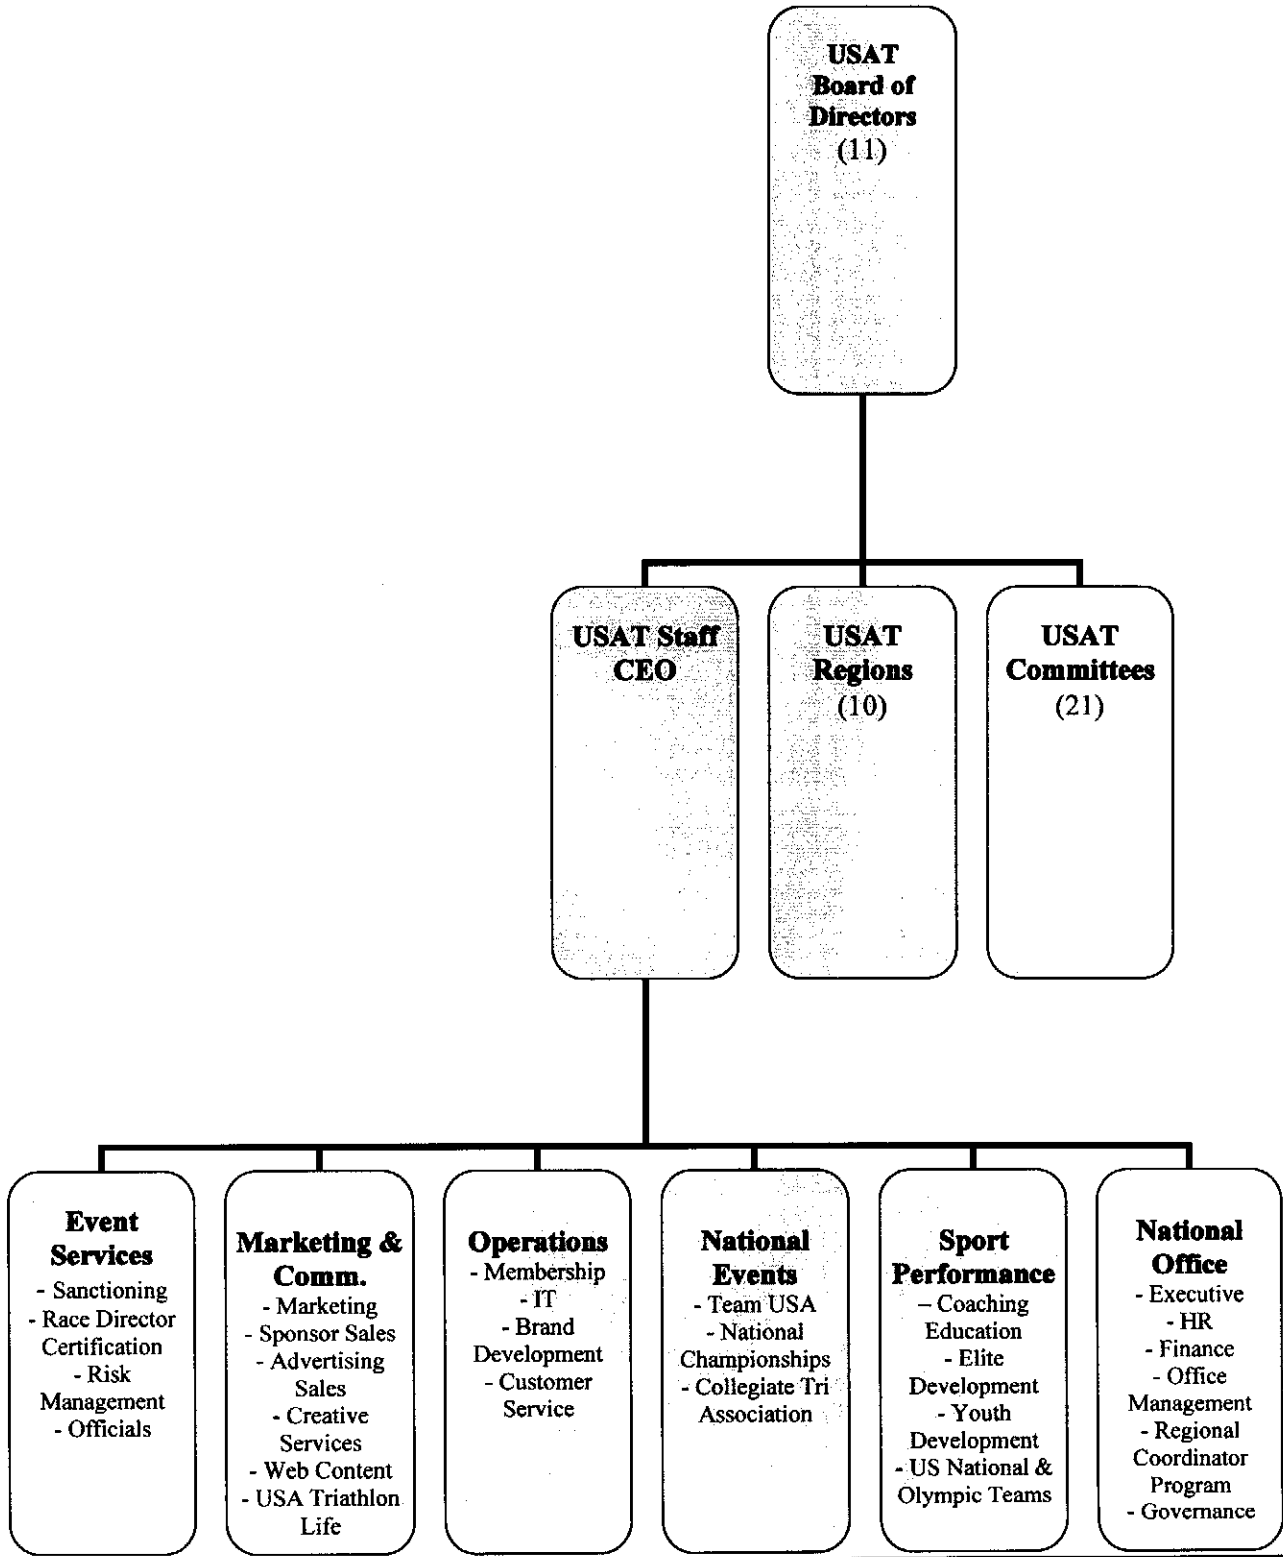 USAT
Board of
Directors
(11)
USAT Staff
CEO
USAT
Regions
(10)
USAT
Committees
(21)
Event
Services
- Sanctioning
- Race Director
Certification
- Risk
Management
- Officials
Marketing &
Comm.
- Marketing
- Sponsor Sales
- Advertising
Sales
- Creative
Services
- Web Content
- USA Triathlon
Life
Operations
- Membership
- IT
- Brand
Development
- Customer
Service
National
Events
- Team USA
- National
Championships
- Collegiate Tri
Association
Sport
Performance
– Coaching
Education
- Elite
Development
- Youth
Development
- US National &
Olympic Teams
National
Office
- Executive
- HR
- Finance
- Office
Management
- Regional
Coordinator
Program
- Governance